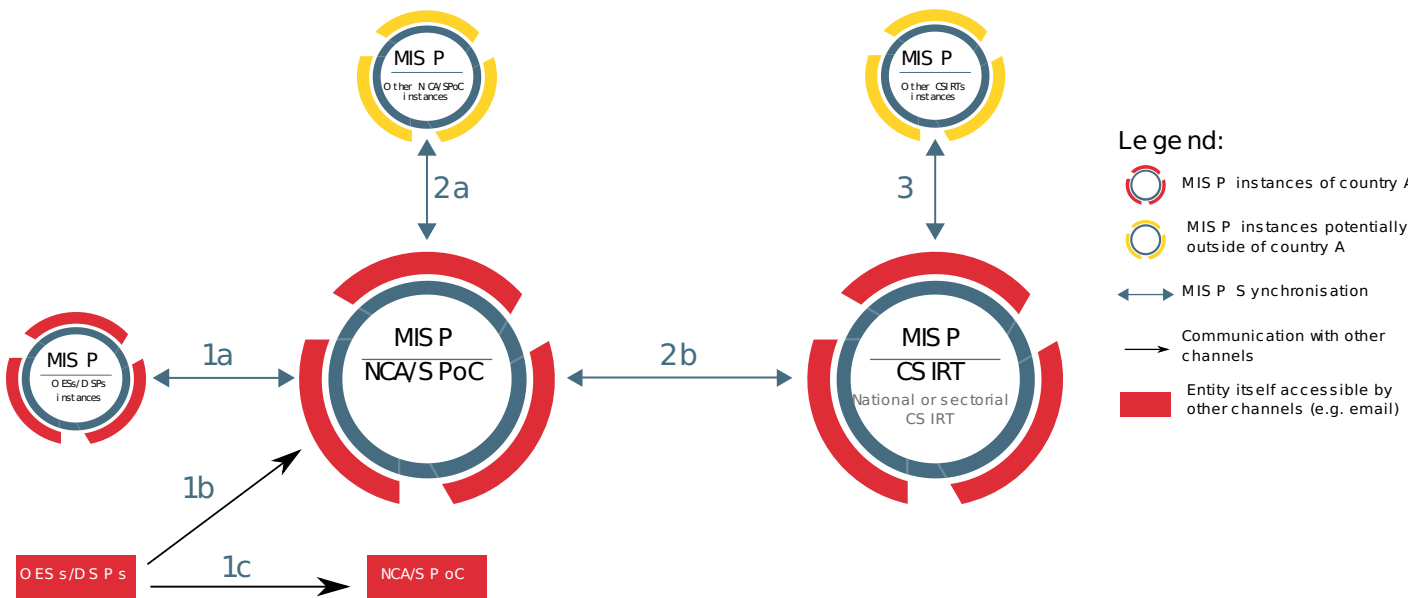 MISP
Other NCA/SPoC
instances
MISP
Other CSIRTs
instances
2a
3
Legend:
MISP instances of country A
MISP instances potentially
outside of country A
MISP Synchronisation
Communication with other
channels
Entity itself accessible by
other channels (e.g. email)
MISP
OESs/DSPs
instances
1a
MISP
NCA/SPoC
2b
MISP
CSIRT
National or sectorial
CSIRT
1b
1c
OESs/DSPs
NCA/SPoC